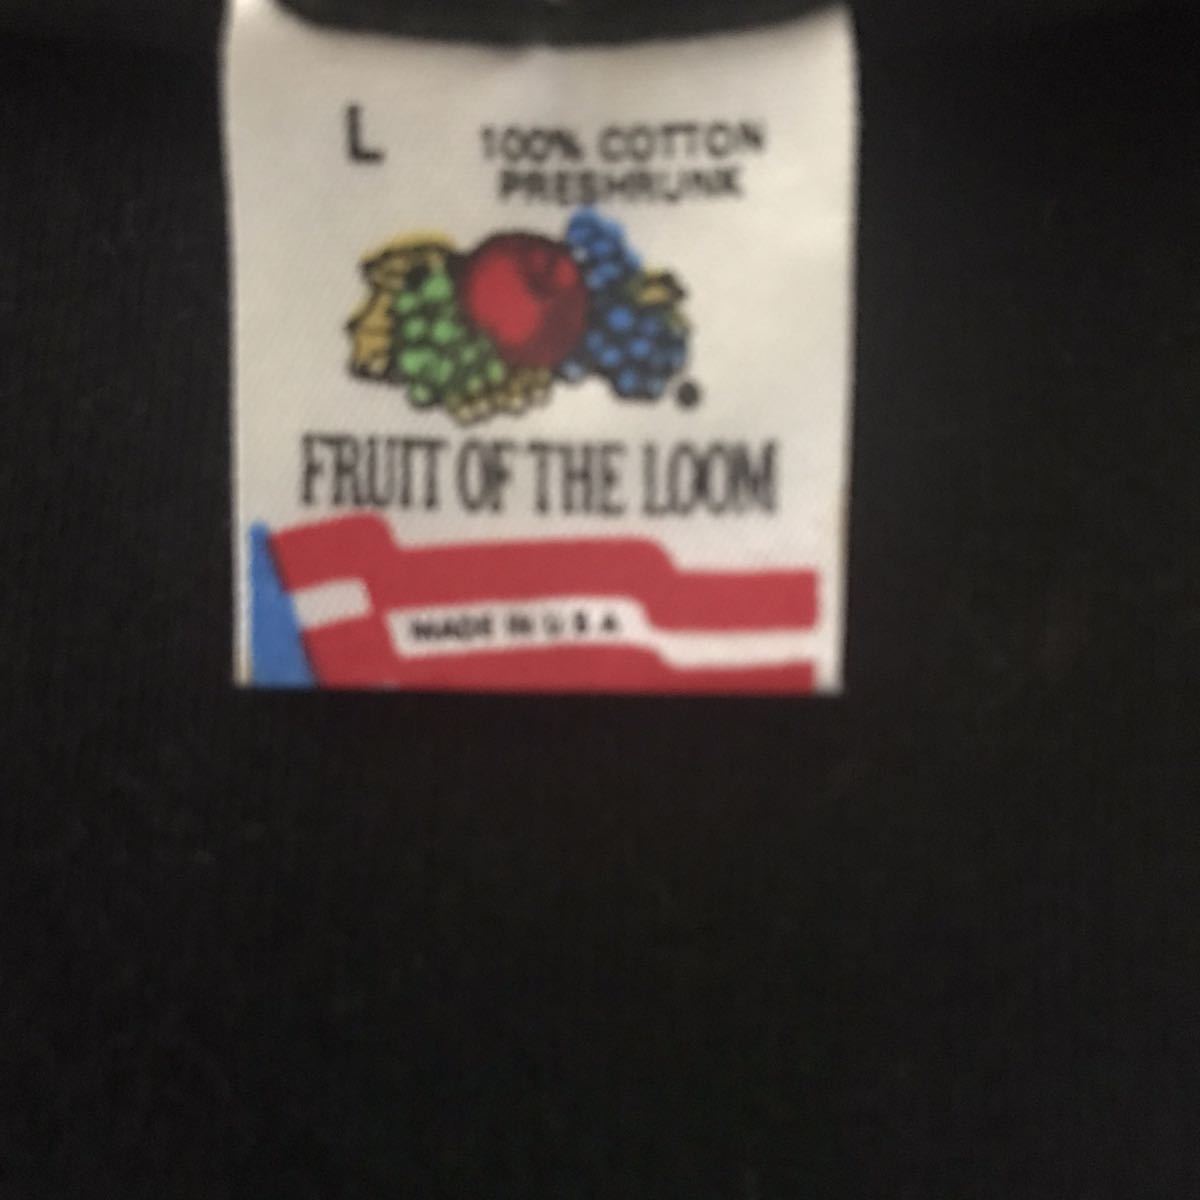 L 100% COTTON
PRESHRUNK
FRUIT OF THE LOOM
MADE IN U S A